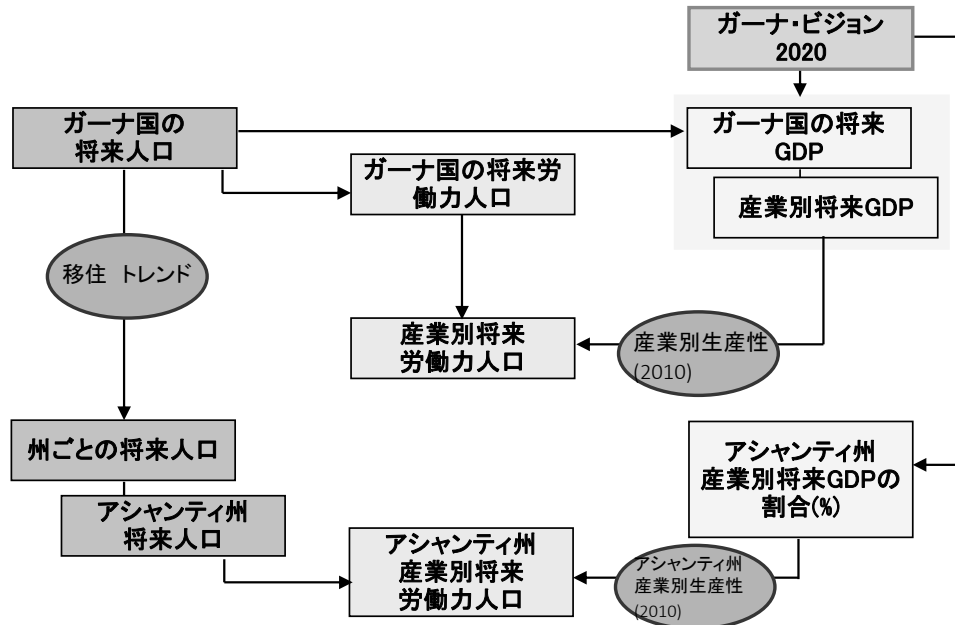 ガーナ・ビジョン
2020
ガーナ国の
将来人口
ガーナ国の将来
GDP
ガーナ国の将来労
働力人口
産業別将来GDP
移住 トレンド
産業別将来
労働力人口
産業別生産性
(2010)
州ごとの将来人口
アシャンティ州
産業別将来GDPの
割合(%)
アシャンティ州
将来人口
アシャンティ州
産業別将来
労働力人口
アシャンティ州
産業別生産性
(2010)